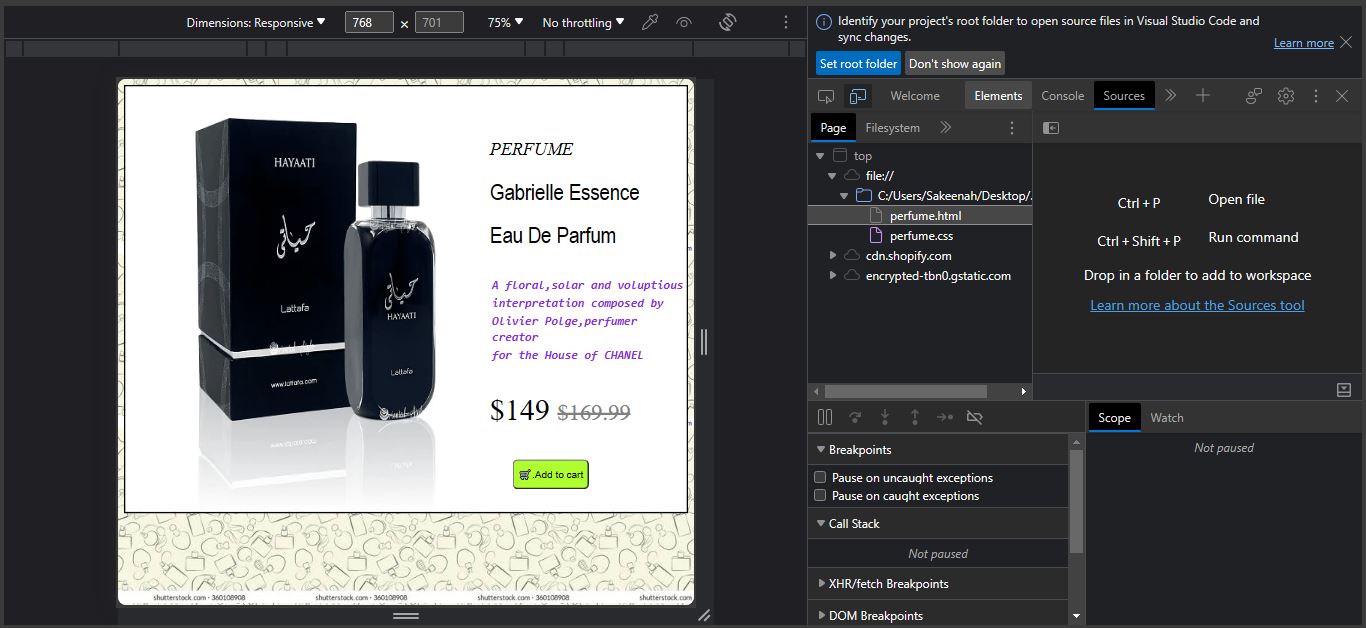 Dimensions: Responsive
768
×
701
75%
No throttling
Identify your project's root folder to open source files in Visual Studio Code and
sync changes.
Learn more
Set root folder
Don't show again
Welcome
Elements
Console
Sources
Page
Filesystem
top
file://
C:/Users/Sakeenah/Desktop/.
perfume.html
perfume.css
cdn.shopify.com
encrypted-tbn0.gstatic.com
Ctrl + P
Open file
Ctrl + Shift + P
Run command
Drop in a folder to add to workspace
Learn more about the Sources tool
HAYAATI
حياتي
Lattafa
www.lattafa.com
حياتي
HAYAATI
Lattafa
PERFUME
Gabrielle Essence
Eau De Parfum
A floral,solar and voluptious
interpretation composed by
Olivier Polge,perfumer
creator
for the House of CHANEL
$149 $169.99
.Add to cart
shutterstock.com · 360108908
shutterstock.com · 360108908
shutterstock.com · 360108908
shutterstock.com
Breakpoints
Pause on uncaught exceptions
Pause on caught exceptions
Call Stack
Not paused
XHR/fetch Breakpoints
DOM Breakpoints
Scope
Watch
Not paused